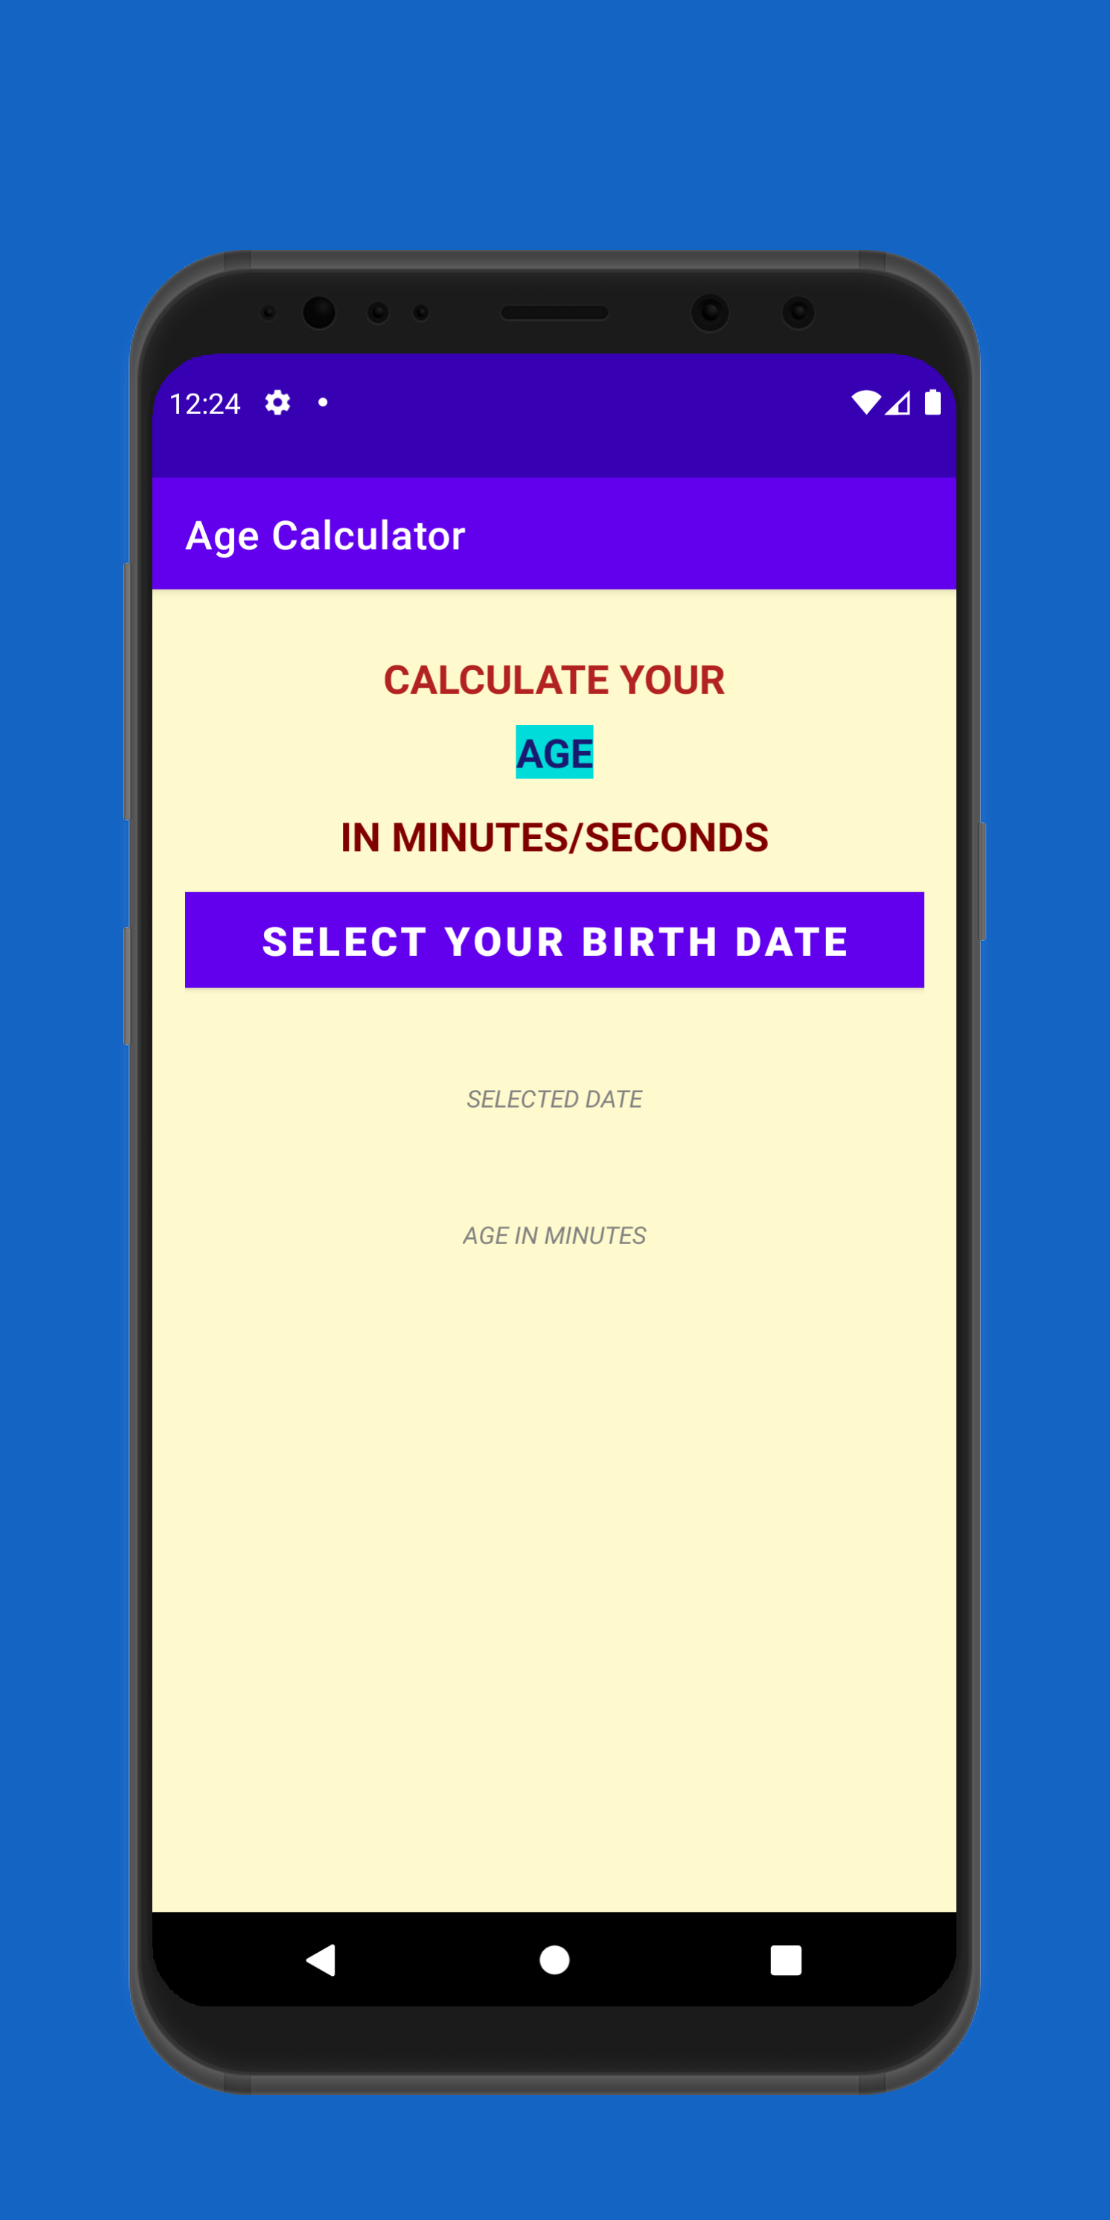 12:24
Age Calculator
CALCULATE YOUR
AGE
IN MINUTES/SECONDS
SELECT YOUR BIRTH DATE
SELECTED DATE
AGE IN MINUTES